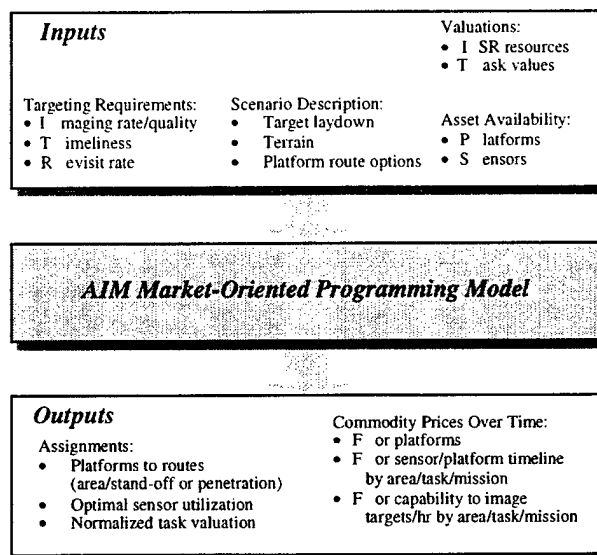 Inputs
Valuations:
• I SR resources
• T ask values
Targeting Requirements:
• I maging rate/quality
• T imeliness
• R evisit rate
Scenario Description:
• Target laydown
• Terrain
• Platform route options
Asset Availability:
• P latforms
• S ensors
AIM Market-Oriented Programming Model
Outputs
Assignments:
• Platforms to routes
(area/stand-off or penetration)
• Optimal sensor utilization
• Normalized task valuation
Commodity Prices Over Time:
• F or platforms
• F or sensor/platform timeline
by area/task/mission
• F or capability to image
targets/hr by area/task/mission